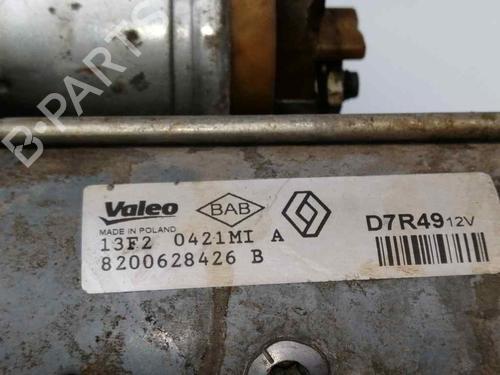 B-PARTS
Valeo
BAB
MADE IN POLAND
D7R49 12V
13F2 0421MI A
8200628426 B